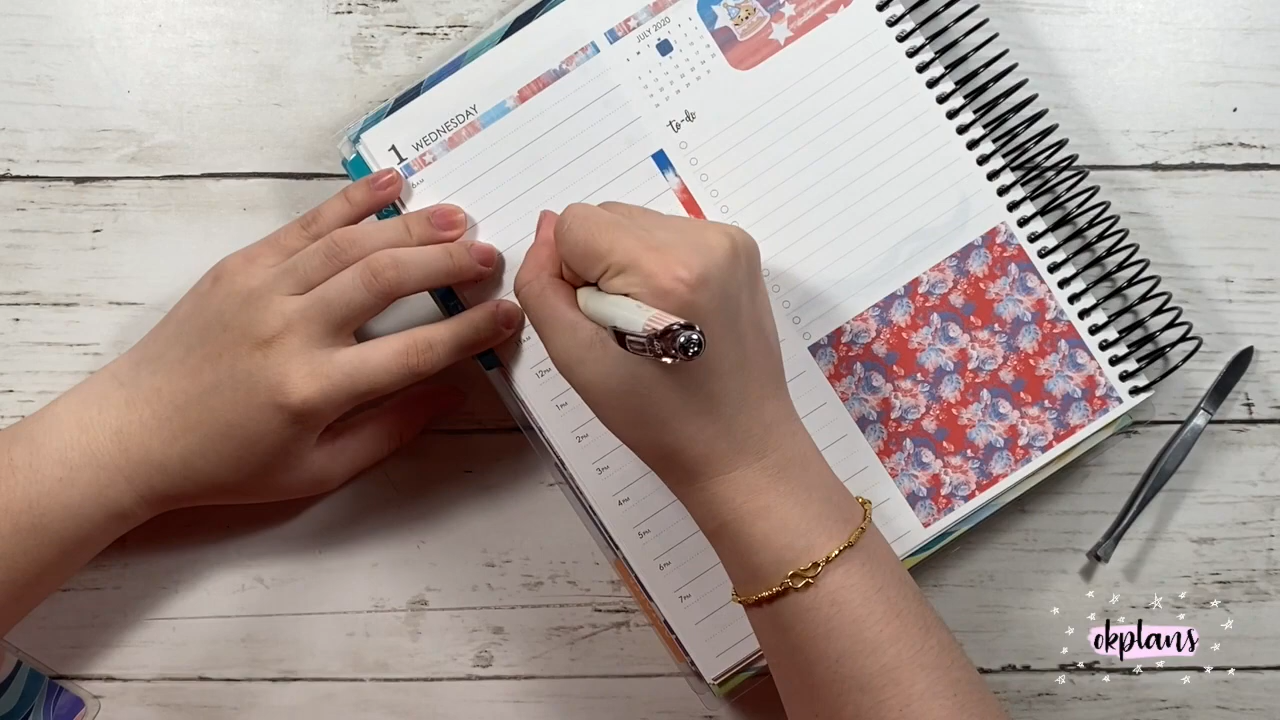 JULY 2020
1 WEDNESDAY
to-do
6AM
12PM
1PM
2PM
3PM
4PM
5PM
6PM
7PM
okplans